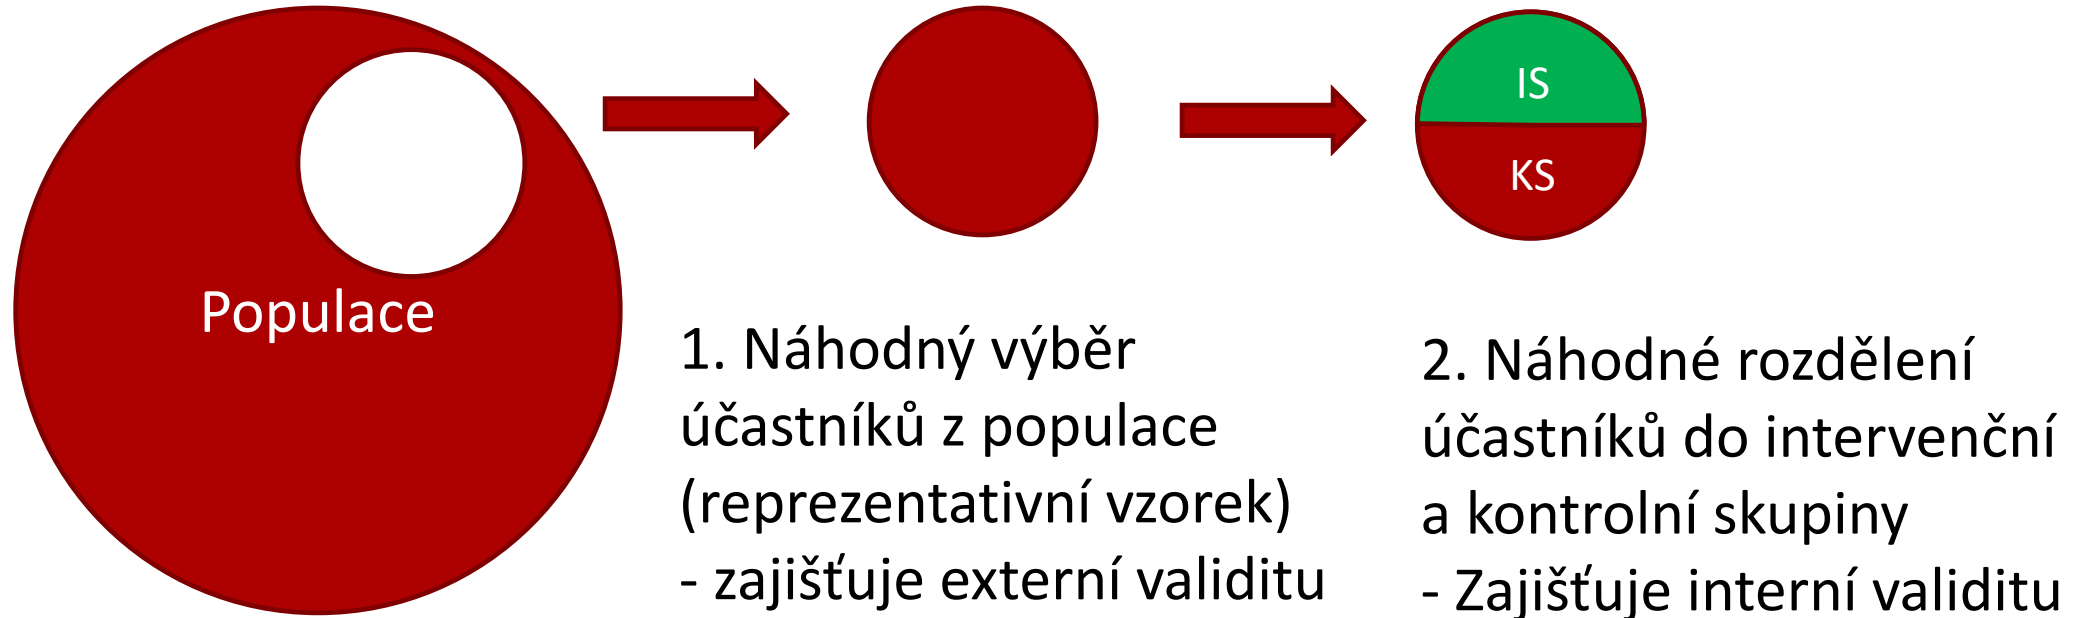 Populace
1. Náhodný výběr
účastníků z populace
(reprezentativní vzorek)
- zajišťuje externí validitu
IS
KS
2. Náhodné rozdělení
účastníků do intervenční
a kontrolní skupiny
- Zajišťuje interní validitu